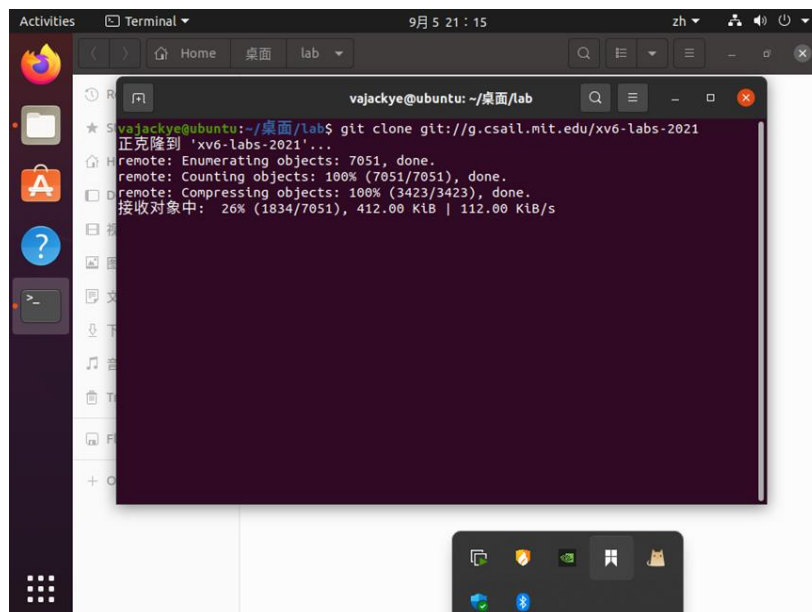 Activities Terminal 9月 5 21：15 zh
Home 桌面 lab
vajackye@ubuntu: ~/桌面/lab
vajackye@ubuntu:~/桌面/lab$ git clone git://g.csail.mit.edu/xv6-labs-2021
正克隆到 'xv6-labs-2021'...
remote: Enumerating objects: 7051, done.
remote: Counting objects: 100% (7051/7051), done.
remote: Compressing objects: 100% (3423/3423), done.
接收对象中:  26% (1834/7051), 412.00 KiB | 112.00 KiB/s